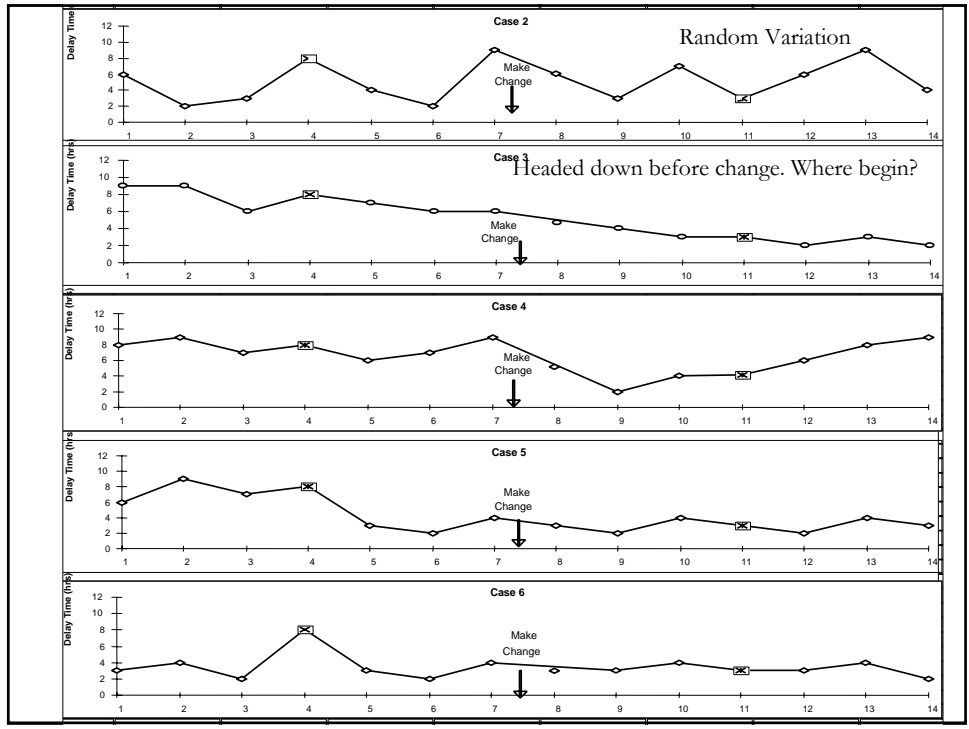 Case 2
Random Variation
Delay Time (
12
10
8
6
4
2
0
Make
Change
1 2 3 4 5 6 7 8 9 10 11 12 13 14
Case 3
Headed down before change. Where begin?
Delay Time (hrs)
12
10
8
6
4
2
0
Make
Change
1 2 3 4 5 6 7 8 9 10 11 12 13 14
Case 4
Delay Time (hrs)
12
10
8
6
4
2
0
Make
Change
1 2 3 4 5 6 7 8 9 10 11 12 13 14
Case 5
Delay Time (hrs
12
10
8
6
4
2
0
Make
Change
1 2 3 4 5 6 7 8 9 10 11 12 13 14
Case 6
Delay Time (hrs)
12
10
8
6
4
2
0
Make
Change
1 2 3 4 5 6 7 8 9 10 11 12 13 14